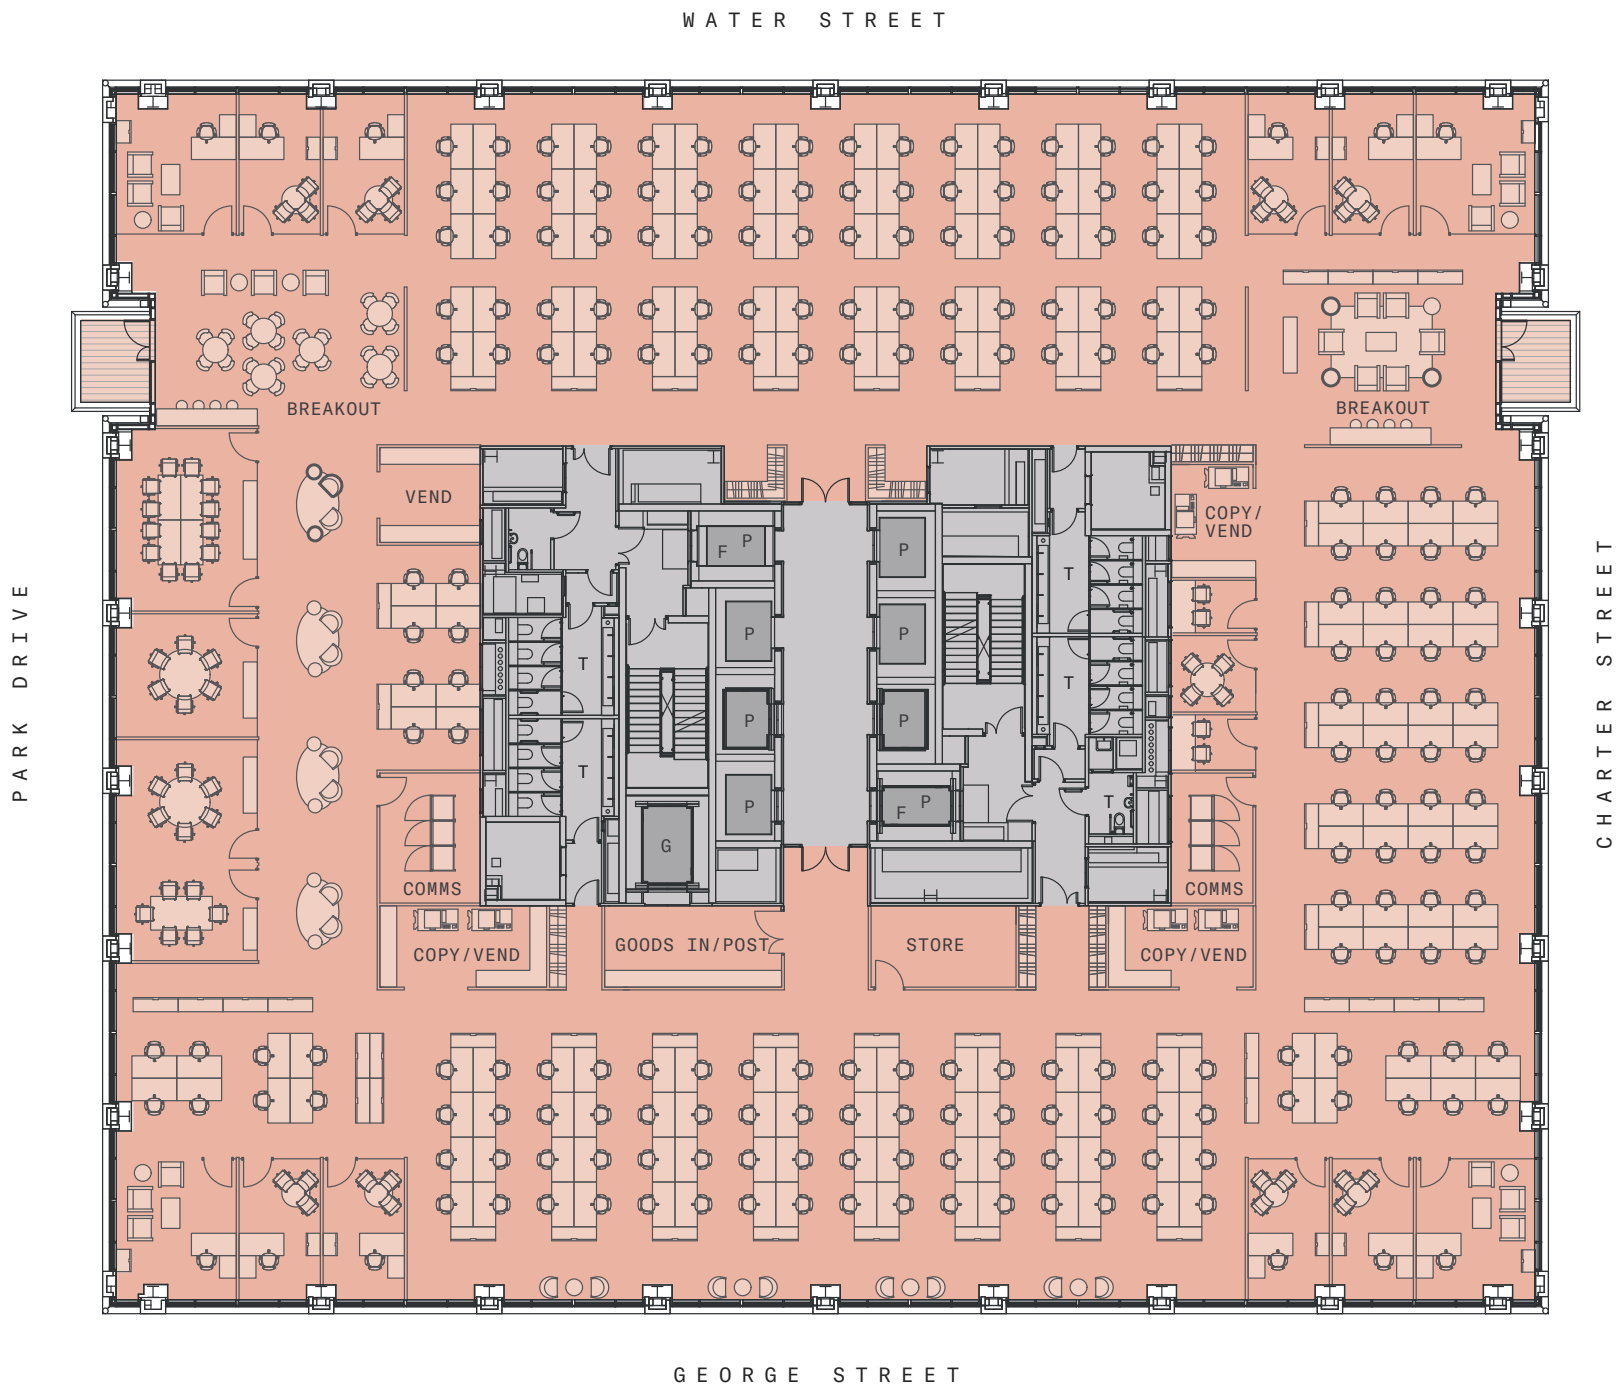 WATER STREET
BREAKOUT
BREAKOUT
VEND
COPY/
VEND
F P
P
T
P
P
T
T
P
P
T
P
F P
T
G
COMMS
COMMS
COPY/VEND
GOODS IN/POST
STORE
COPY/VEND
PARK DRIVE
CHARTER STREET
GEORGE STREET